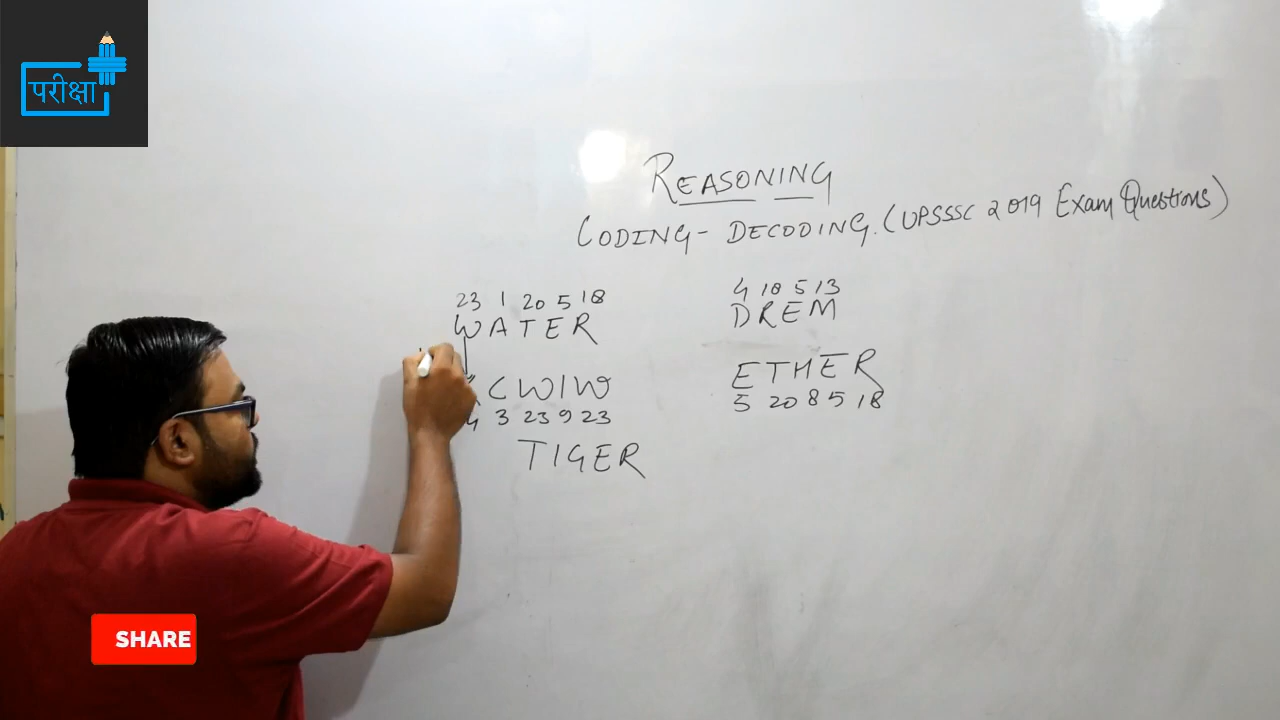 परीक्षा
REASONING
CODING - DECODING. (UPSSSC 2019 Exam Questions)
23 1 20 5 18
WATER
CWIW
4 3 23 9 23
TIGER
4 18 5 13
DREM
ETHER
5 20 8 5 18
SHARE